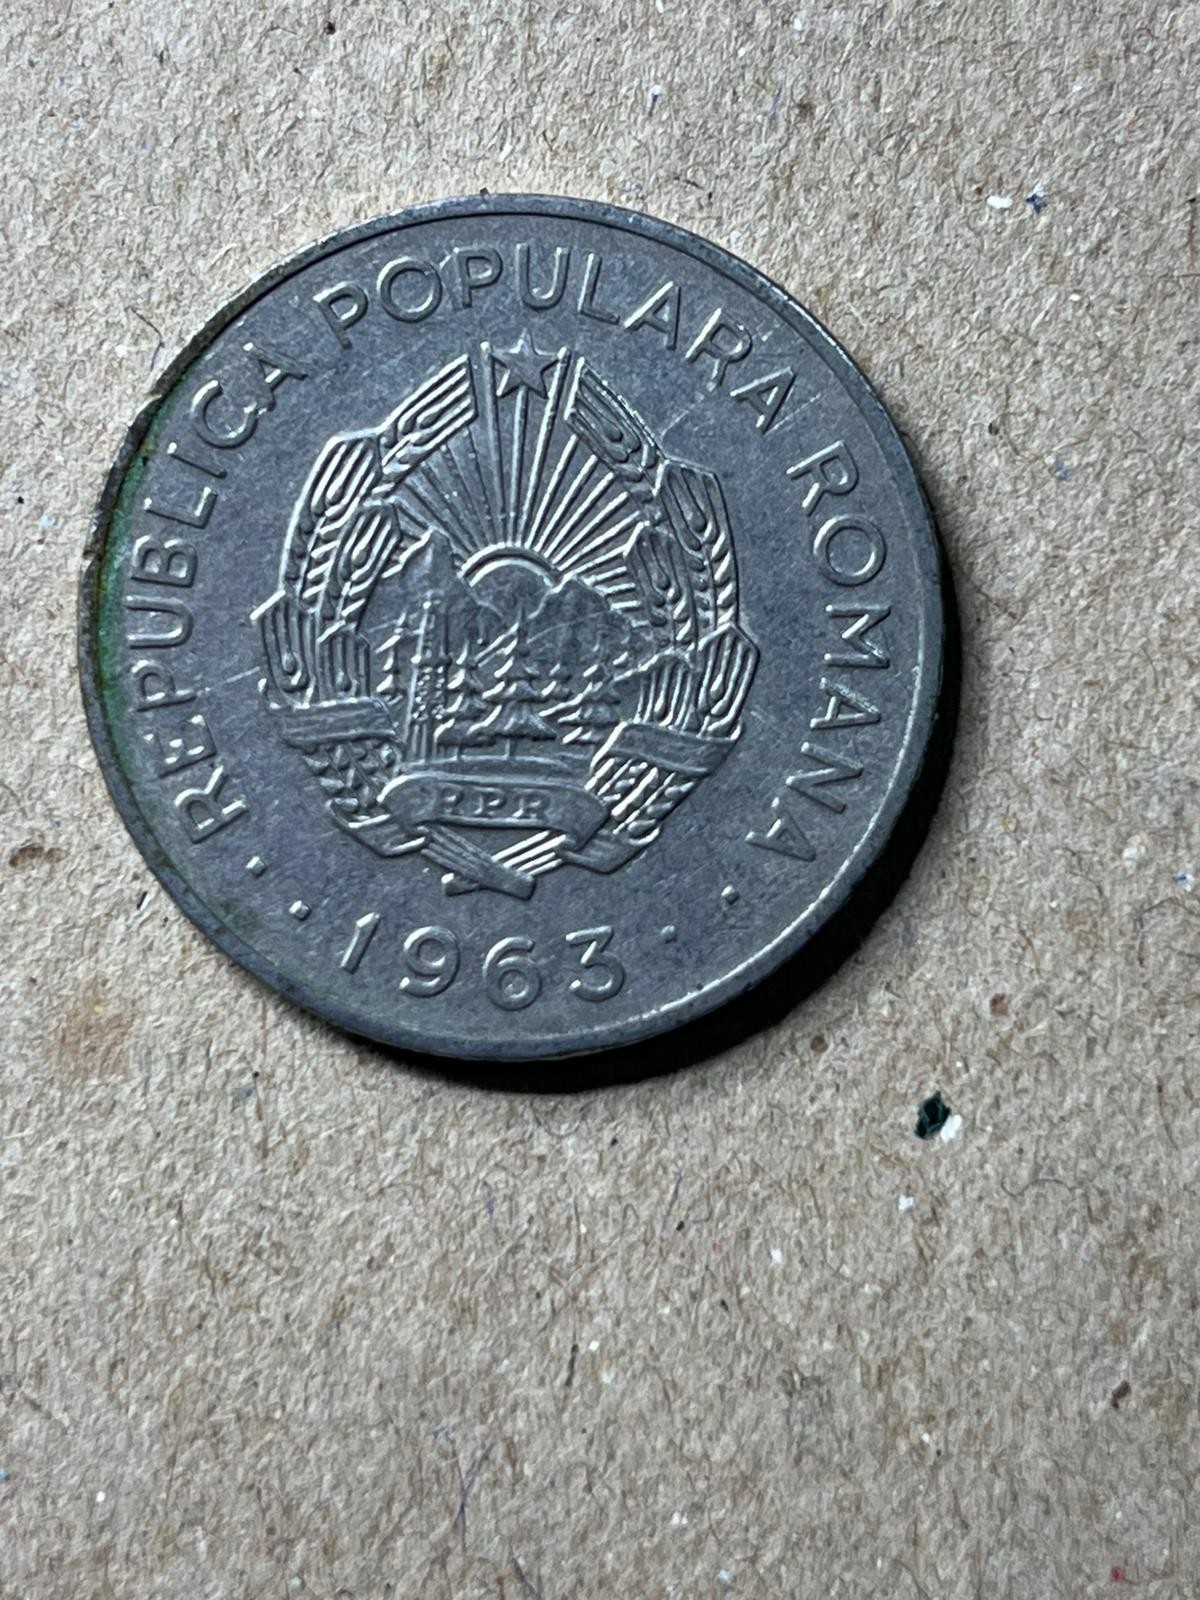 REPUBLICA POPULARA ROMANA
RPR
· · 1963 · ·